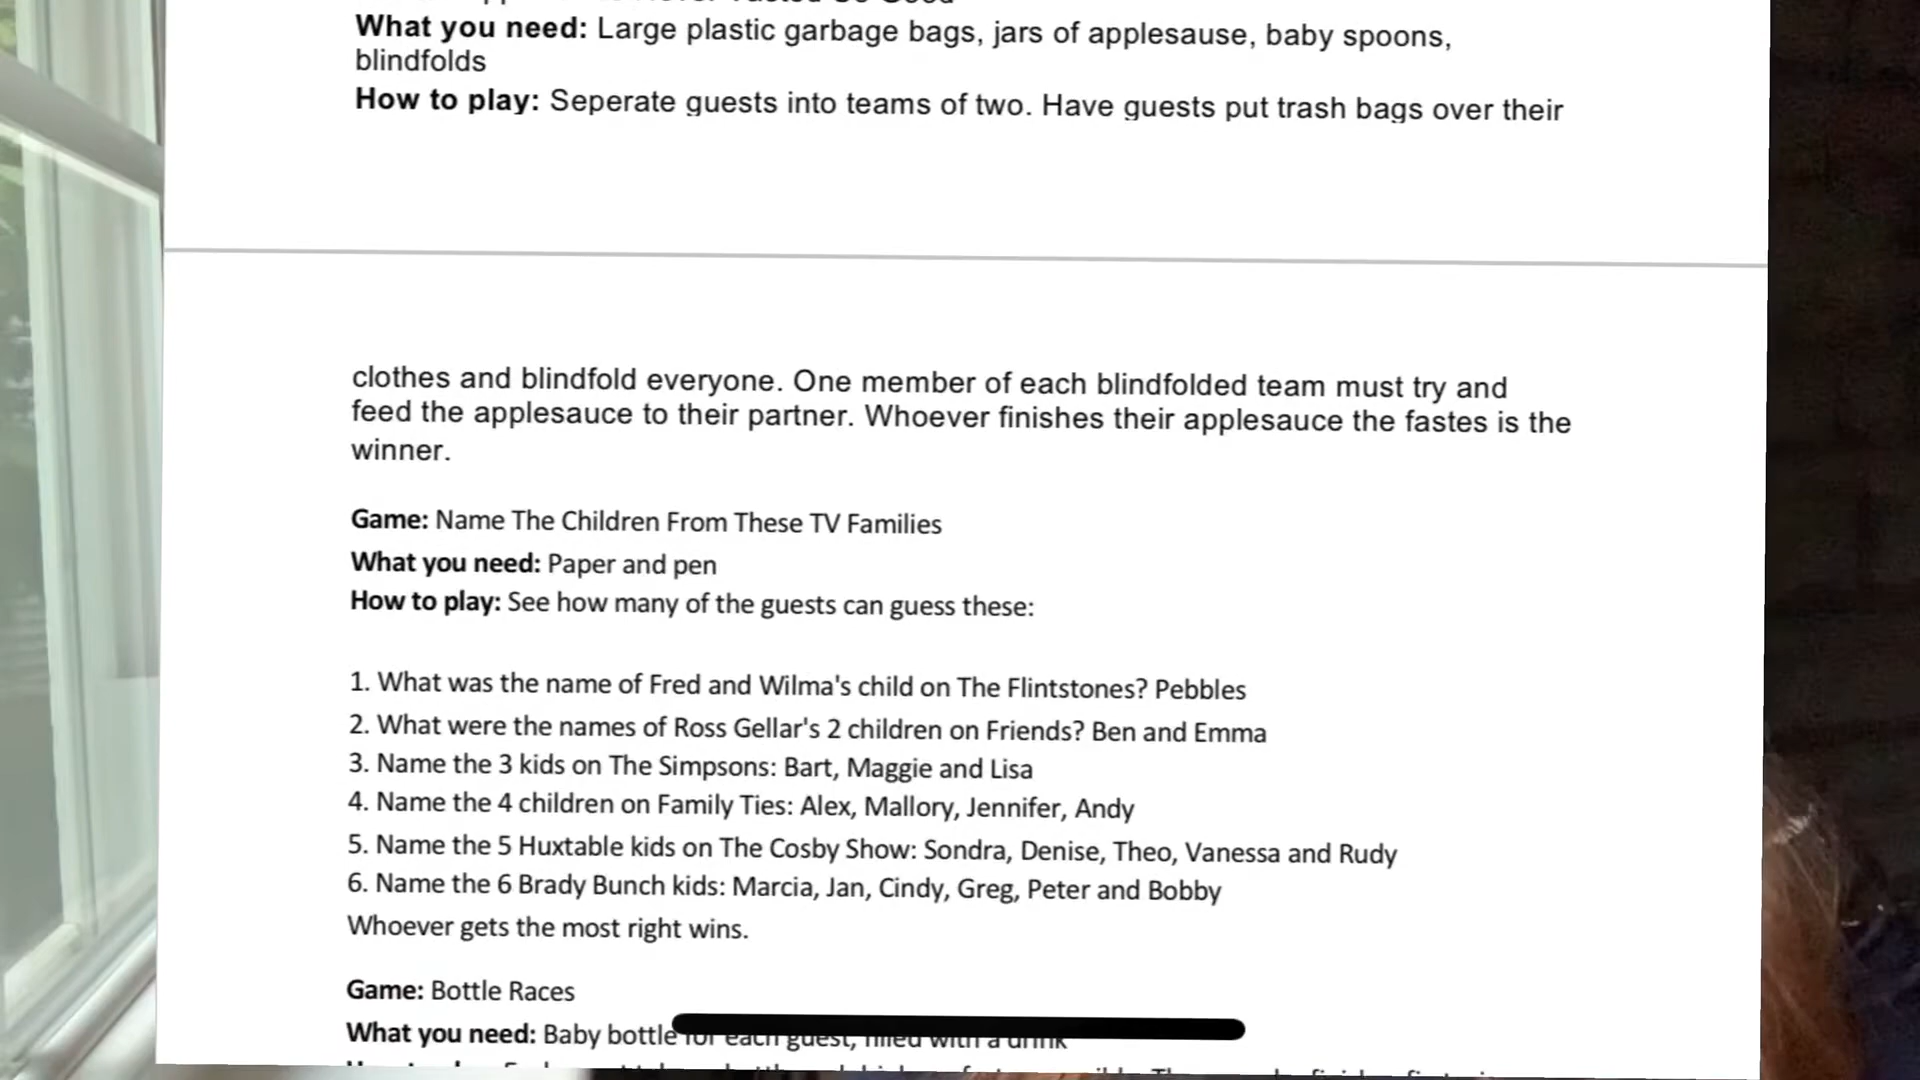 What you need: Large plastic garbage bags, jars of applesause, baby spoons,
blindfolds
How to play: Seperate guests into teams of two. Have guests put trash bags over their
clothes and blindfold everyone. One member of each blindfolded team must try and
feed the applesauce to their partner. Whoever finishes their applesauce the fastes is the
winner.
Game: Name The Children From These TV Families
What you need: Paper and pen
How to play: See how many of the guests can guess these:
1. What was the name of Fred and Wilma's child on The Flintstones? Pebbles
2. What were the names of Ross Gellar's 2 children on Friends? Ben and Emma
3. Name the 3 kids on The Simpsons: Bart, Maggie and Lisa
4. Name the 4 children on Family Ties: Alex, Mallory, Jennifer, Andy
5. Name the 5 Huxtable kids on The Cosby Show: Sondra, Denise, Theo, Vanessa and Rudy
6. Name the 6 Brady Bunch kids: Marcia, Jan, Cindy, Greg, Peter and Bobby
Whoever gets the most right wins.
Game: Bottle Races
What you need: Baby bottle for each guest, filled with a drink